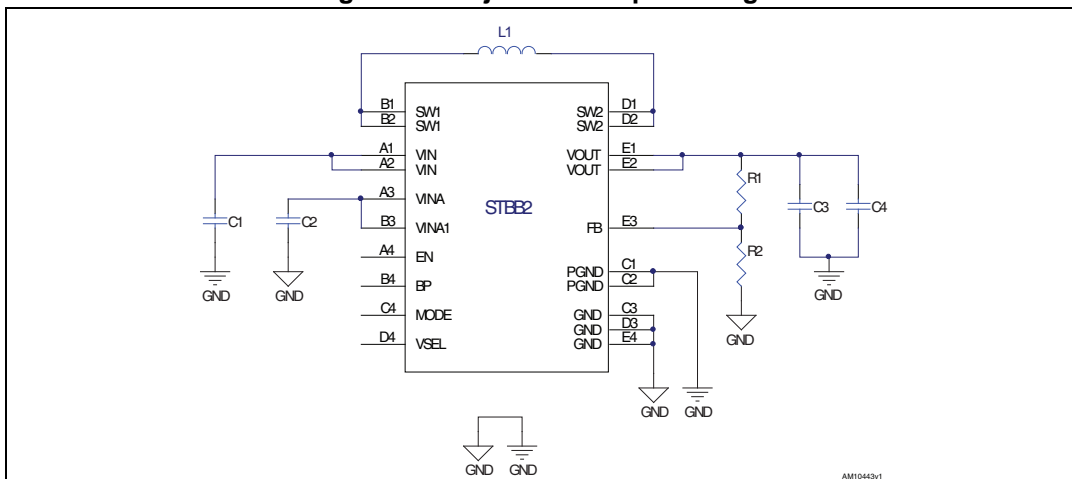 L1
B1 SW1 SW2 D1
B2 SW1 SW2 D2
A1 VIN VOUT E1
A2 VIN VOUT E2
A3 VINA
STBB2
B3 VINA1 FB E3
A4 EN
B4 BP
C4 MODE
D4 VSEL
PGND C1
PGND C2
GND C3
GND D3
GND E4
C1
C2
GND
GND
R1
R2
C3
C4
GND
GND
GND
GND
GND
GND
AM10443v1